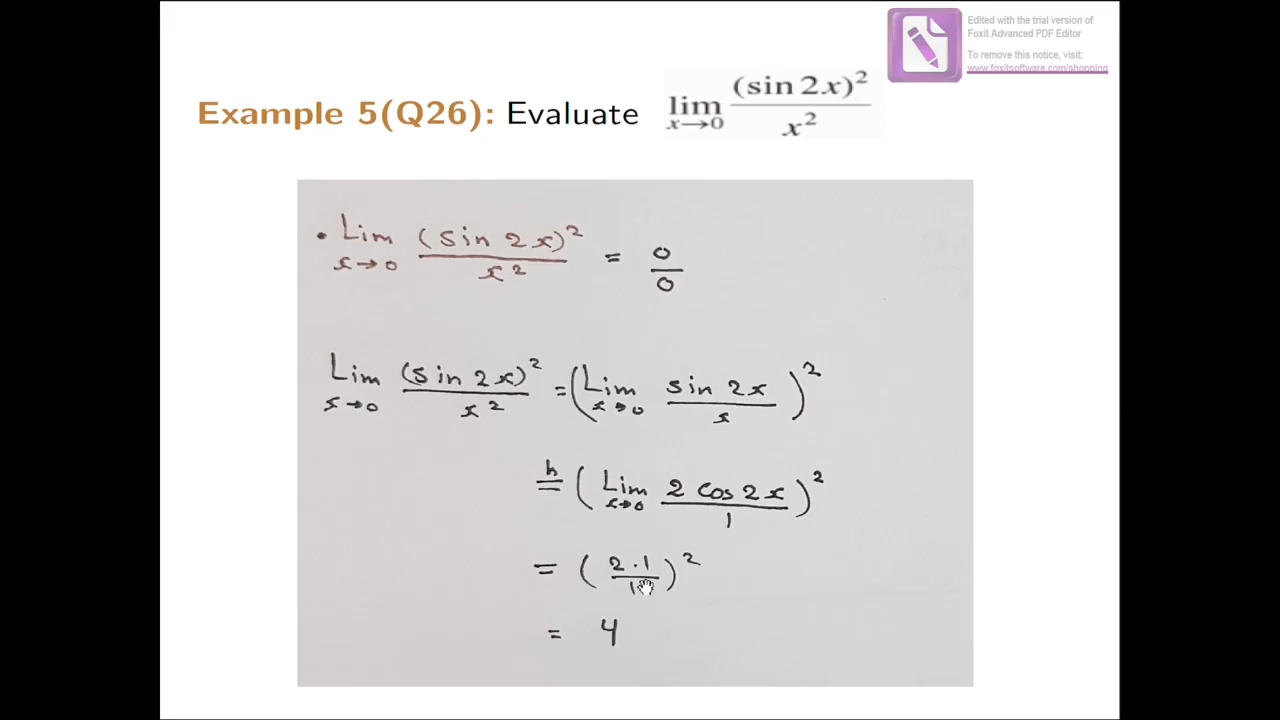 Edited with the trial version of
Foxit Advanced PDF Editor
To remove this notice, visit:
www.foxitsoftware.com/shopping
Example 5(Q26): Evaluate lim x→0 (sin 2x)² / x²
• Lim x→0 (sin 2x)² / x² = 0/0
Lim x→0 (sin 2x)² / x² = (Lim x→0 sin 2x / x)²
h= (Lim x→0 2 cos 2x / 1)²
= (2·1 / 1)²
= 4